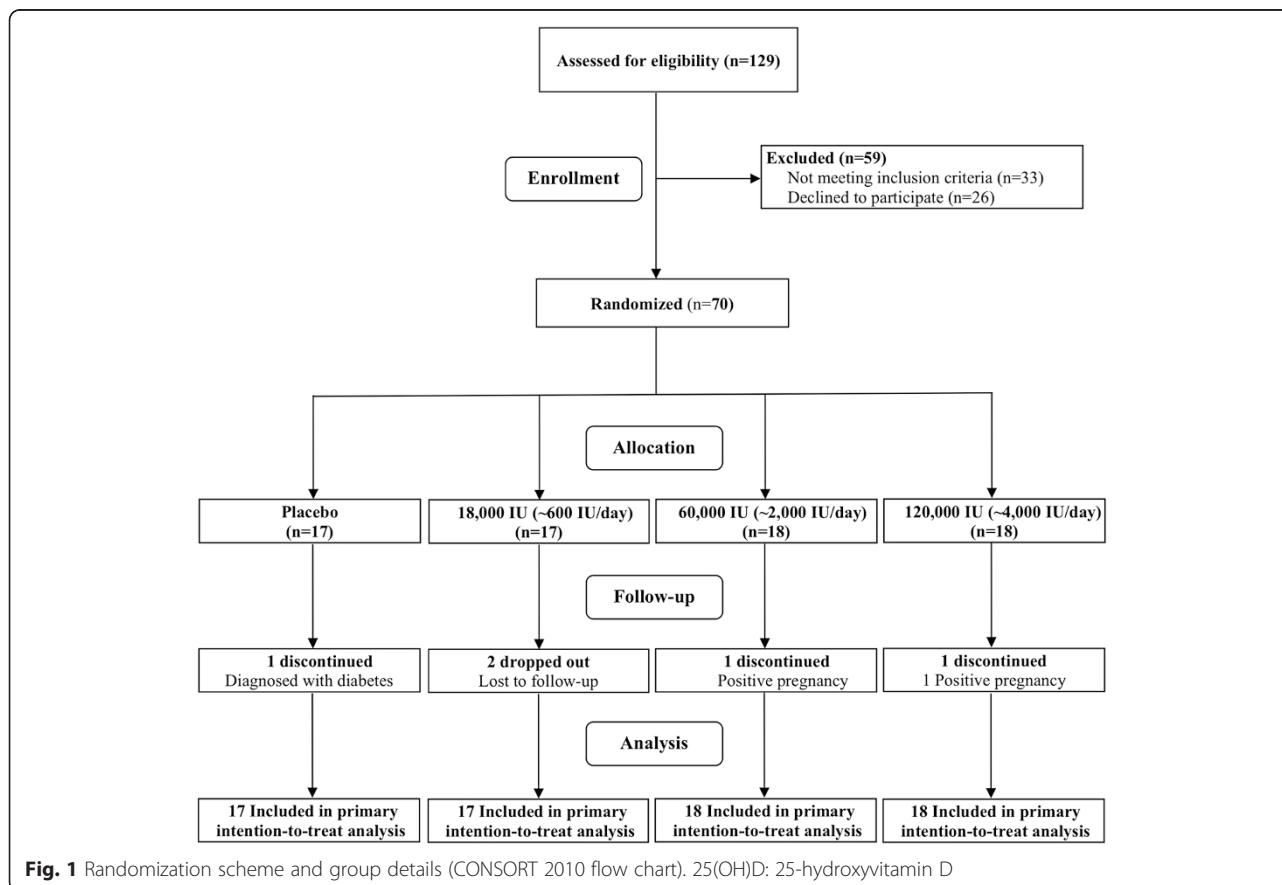 Assessed for eligibility (n=129)
Enrollment
Excluded (n=59)
Not meeting inclusion criteria (n=33)
Declined to participate (n=26)
Randomized (n=70)
Allocation
Placebo
(n=17)
18,000 IU (~600 IU/day)
(n=17)
60,000 IU (~2,000 IU/day)
(n=18)
120,000 IU (~4,000 IU/day)
(n=18)
Follow-up
1 discontinued
Diagnosed with diabetes
2 dropped out
Lost to follow-up
1 discontinued
Positive pregnancy
1 discontinued
1 Positive pregnancy
Analysis
17 Included in primary
intention-to-treat analysis
17 Included in primary
intention-to-treat analysis
18 Included in primary
intention-to-treat analysis
18 Included in primary
intention-to-treat analysis
Fig. 1 Randomization scheme and group details (CONSORT 2010 flow chart). 25(OH)D: 25-hydroxyvitamin D